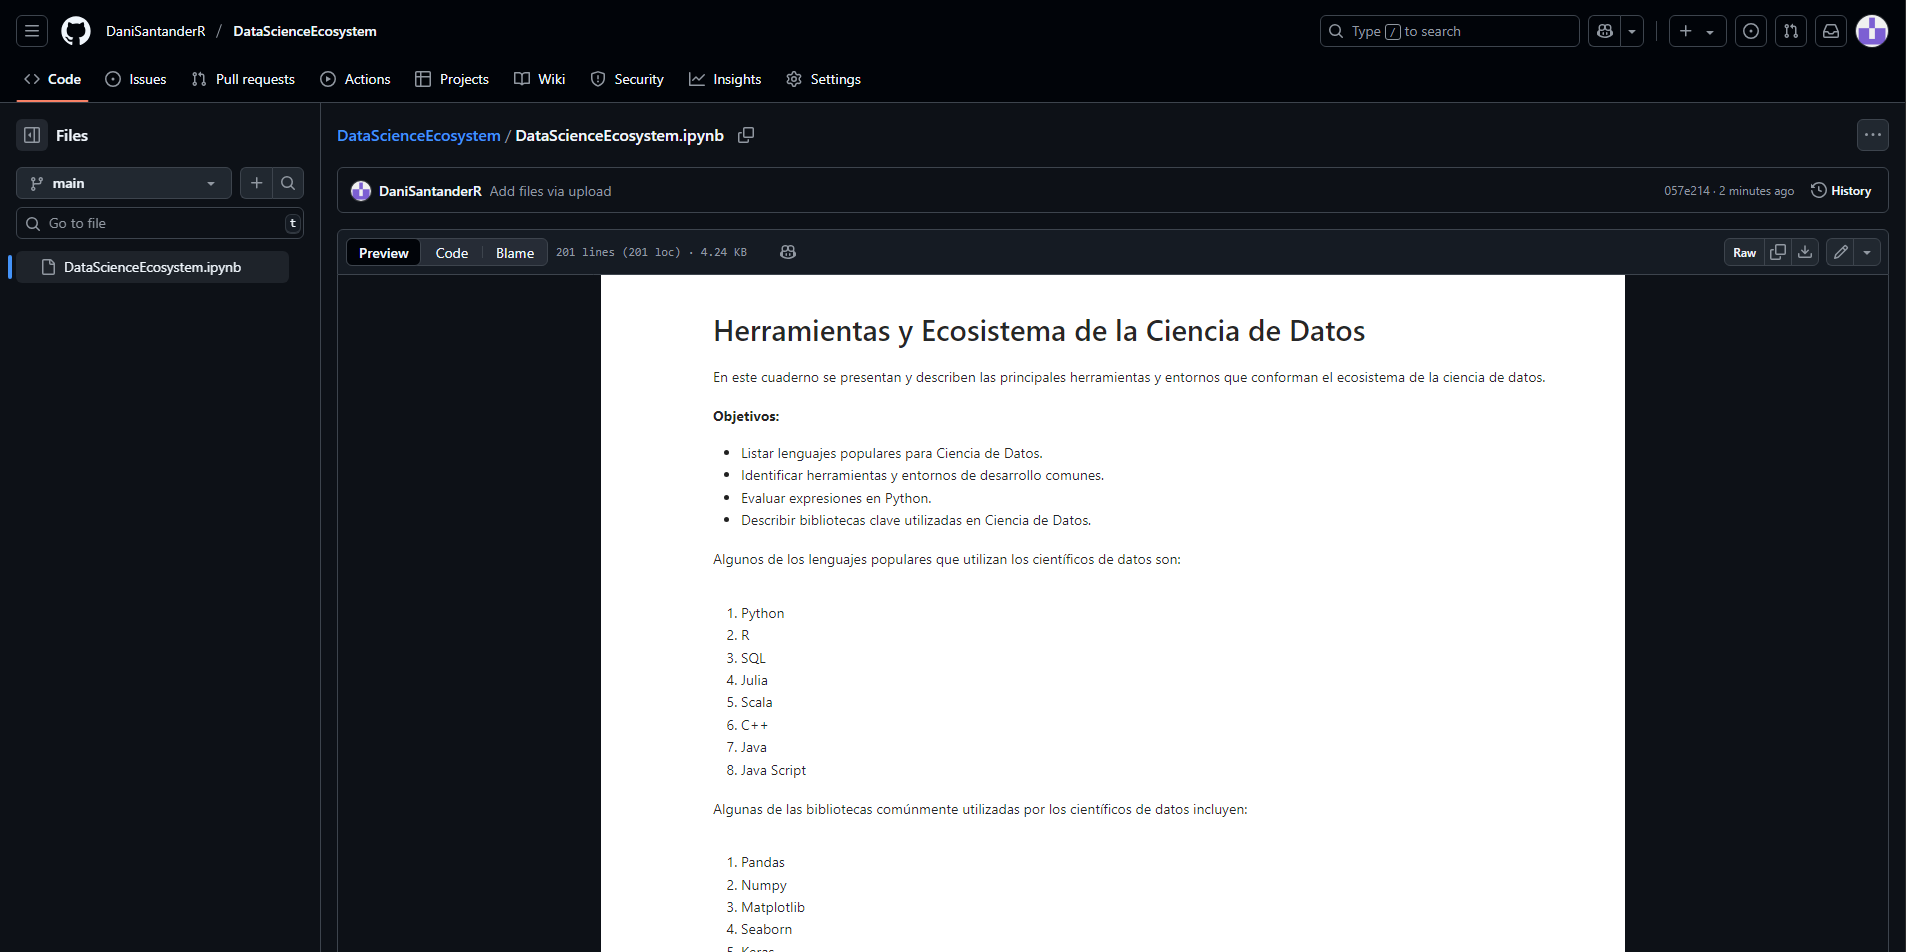 DaniSantanderR / DataScienceEcosystem
Type / to search
Code Issues Pull requests Actions Projects Wiki Security Insights Settings
Files
main
Go to file t
DataScienceEcosystem.ipynb
DataScienceEcosystem / DataScienceEcosystem.ipynb
DaniSantanderR Add files via upload
057e214 · 2 minutes ago History
Preview Code Blame 201 lines (201 loc) · 4.24 KB
Raw
Herramientas y Ecosistema de la Ciencia de Datos
En este cuaderno se presentan y describen las principales herramientas y entornos que conforman el ecosistema de la ciencia de datos.
Objetivos:
• Listar lenguajes populares para Ciencia de Datos.
• Identificar herramientas y entornos de desarrollo comunes.
• Evaluar expresiones en Python.
• Describir bibliotecas clave utilizadas en Ciencia de Datos.
Algunos de los lenguajes populares que utilizan los científicos de datos son:
1. Python
2. R
3. SQL
4. Julia
5. Scala
6. C++
7. Java
8. Java Script
Algunas de las bibliotecas comúnmente utilizadas por los científicos de datos incluyen:
1. Pandas
2. Numpy
3. Matplotlib
4. Seaborn
5. Keras